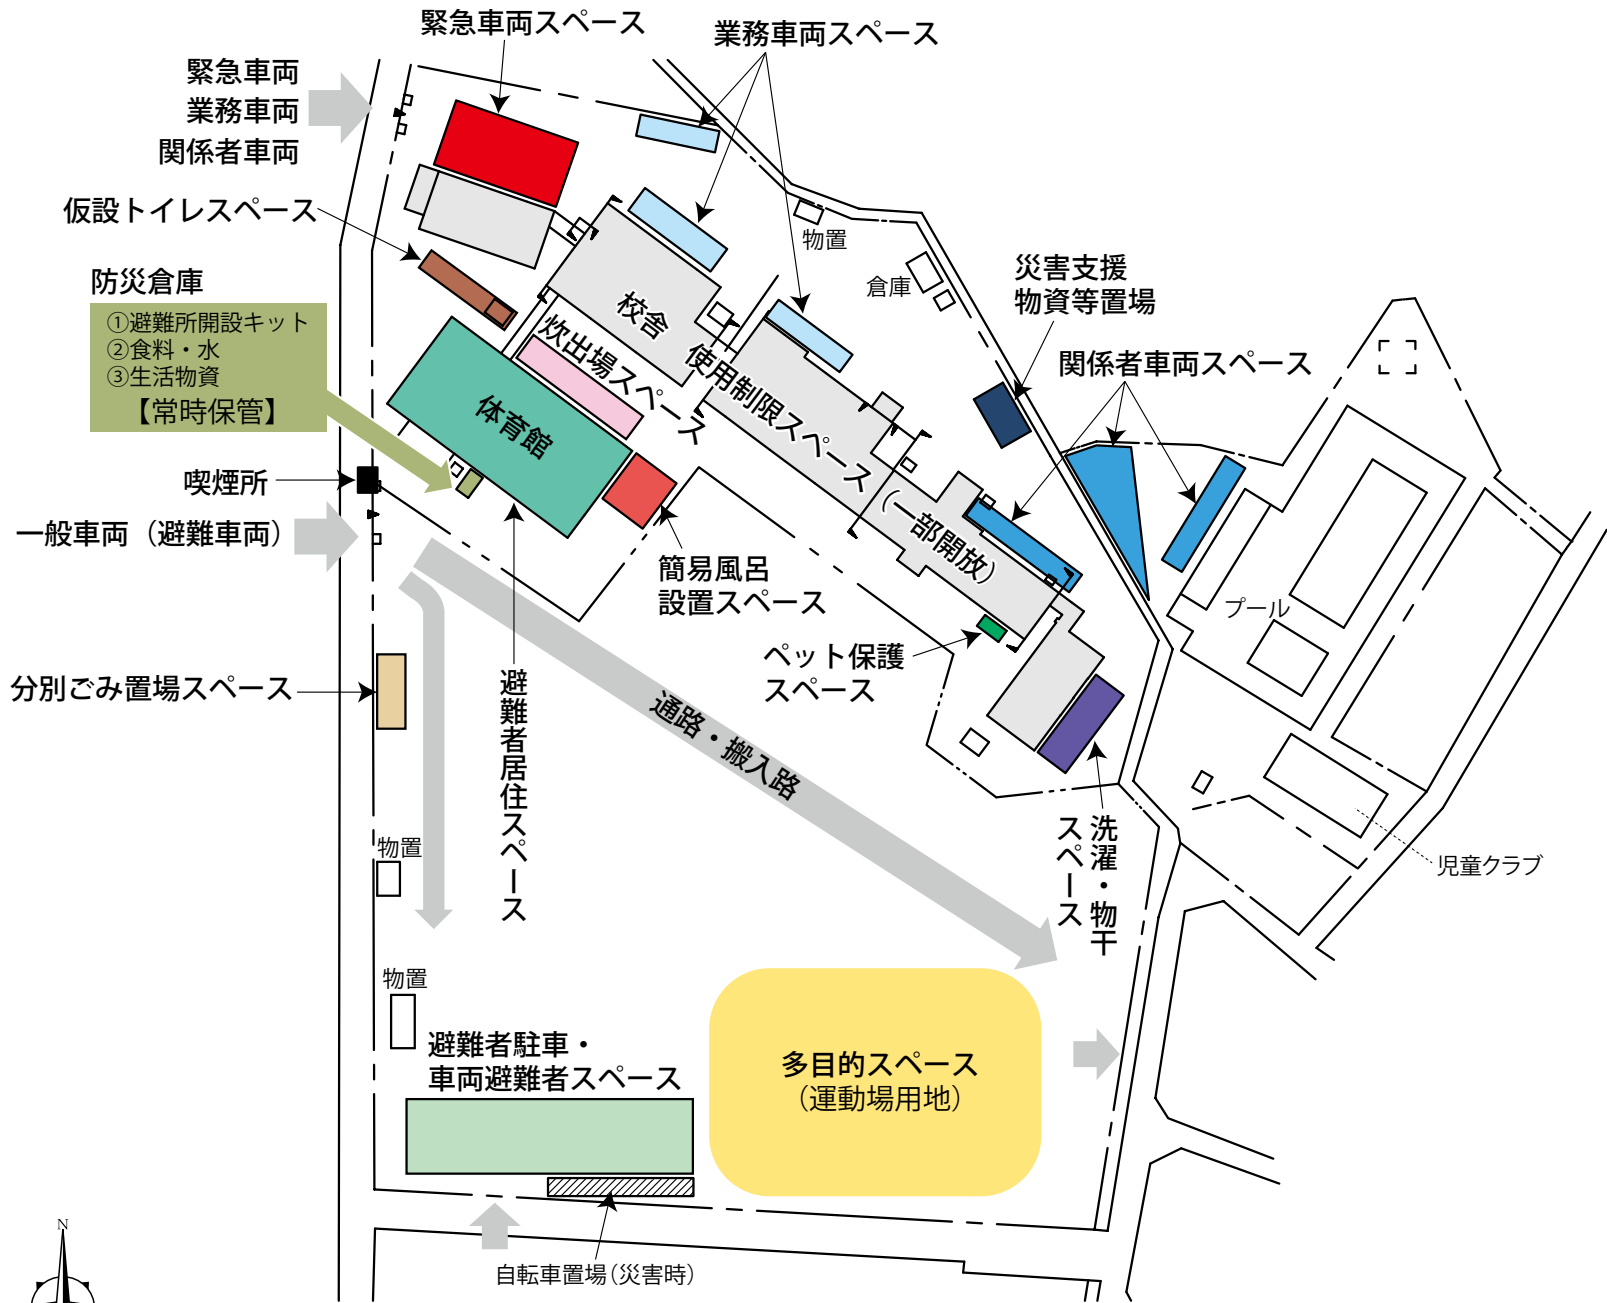 緊急車両スペース
業務車両スペース
緊急車両
業務車両
関係者車両
仮設トイレスペース
防災倉庫
①避難所開設キット
②食料・水
③生活物資
【常時保管】
物置
倉庫
災害支援
物資等置場
関係者車両スペース
校舎
炊出場スペース
使用制限スペース（一部開放）
体育館
喫煙所
一般車両（避難車両）
簡易風呂
設置スペース
ペット保護
スペース
プール
分別ごみ置場スペース
避難者居住スペース
通路・搬入路
洗濯・物干
スペース
児童クラブ
物置
物置
避難者駐車・
車両避難者スペース
多目的スペース
（運動場用地）
自転車置場（災害時）
N